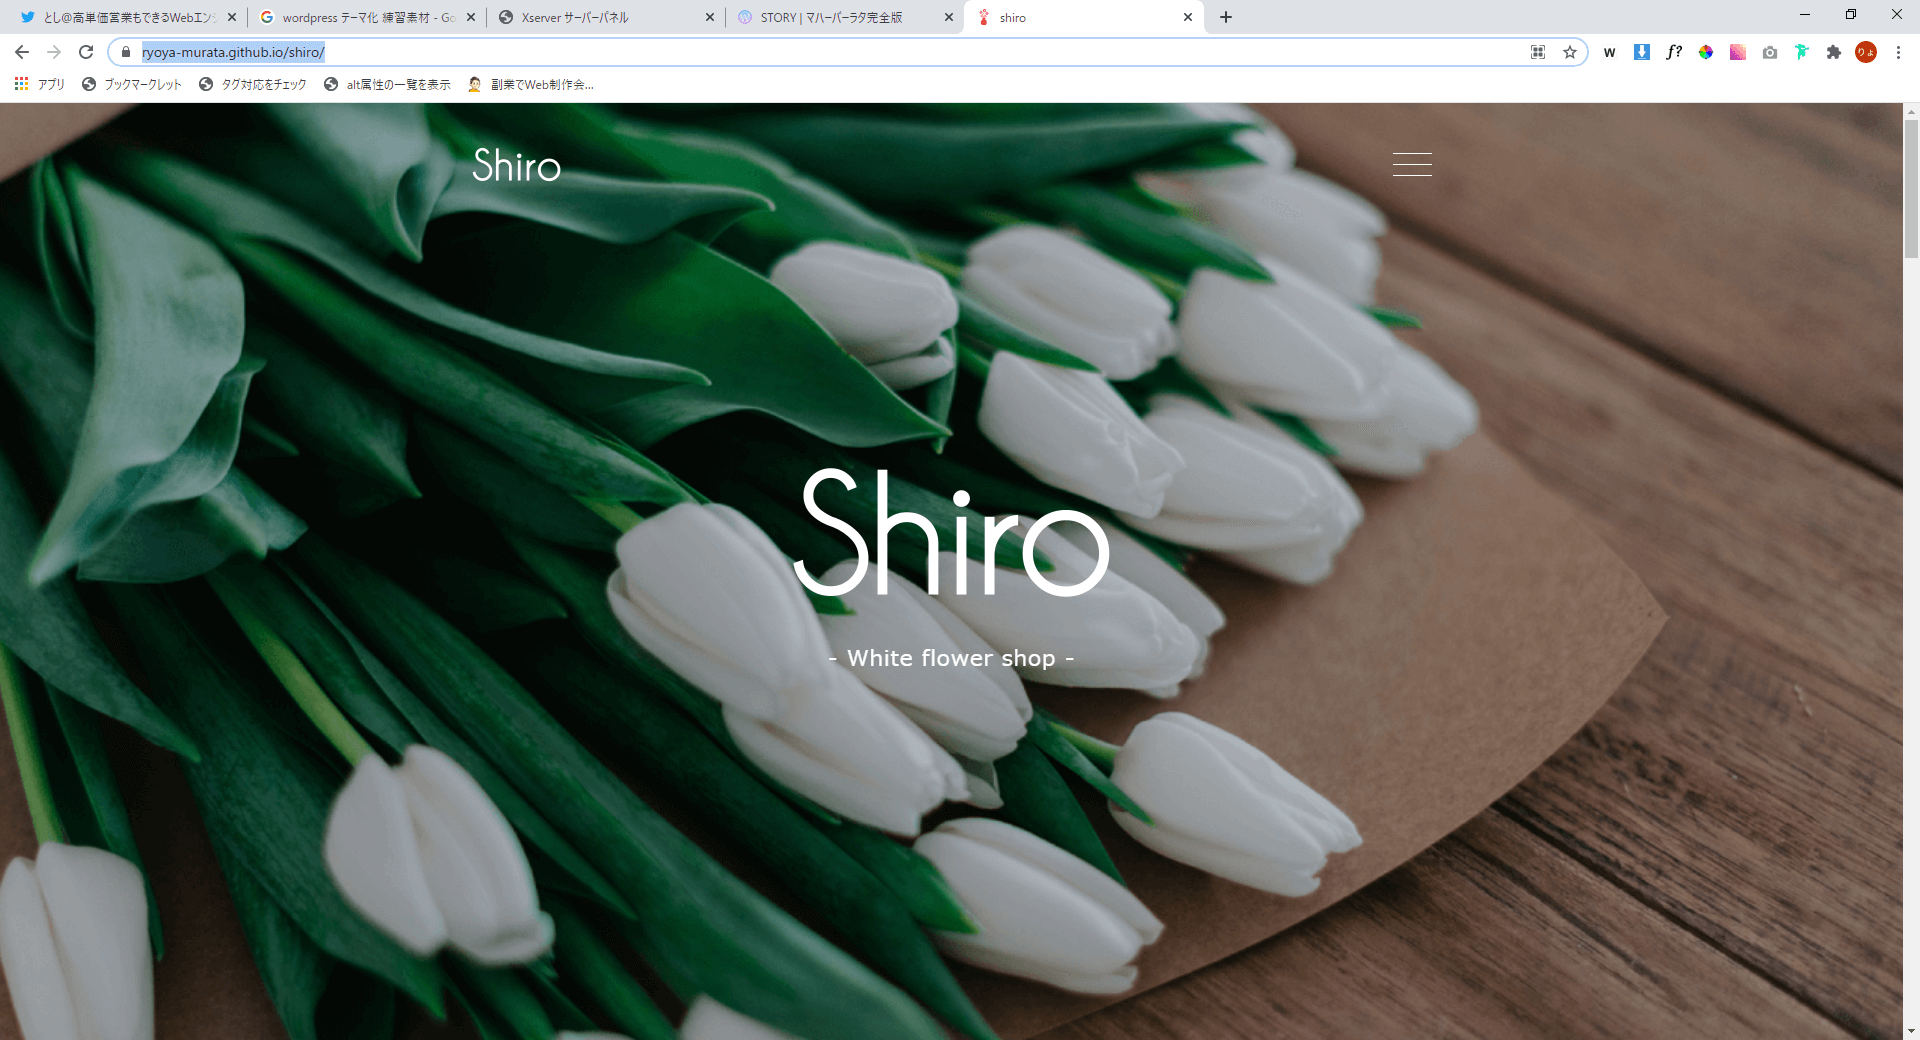 とし@高単価営業もできるWebエンジ
wordpress テーマ化 練習素材 - Go
Xserver サーバーパネル
STORY | マハーバーラタ完全版
shiro
ryoya-murata.github.io/shiro/
W
f?
りょ
アプリ
ブックマークレット
タグ対応をチェック
alt属性の一覧を表示
副業でWeb制作会...
Shiro
Shiro
- White flower shop -